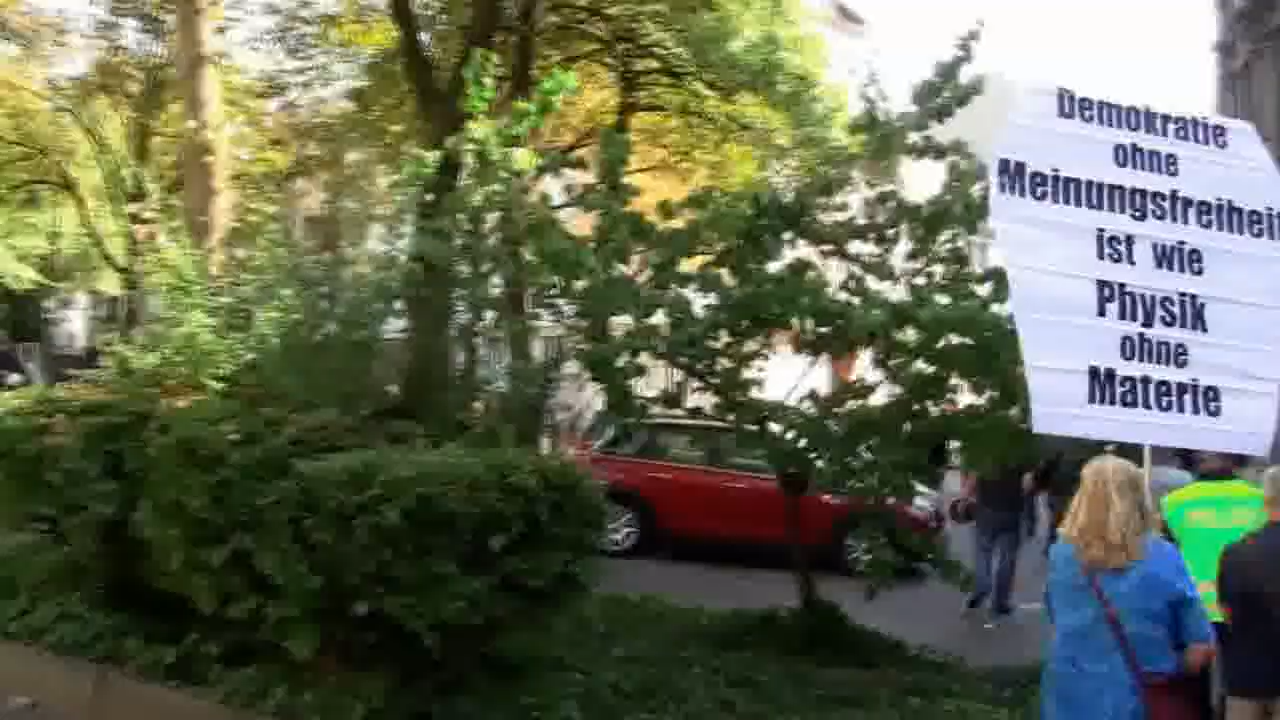 Demokratie
ohne
Meinungsfreiheit
ist wie
Physik
ohne
Materie